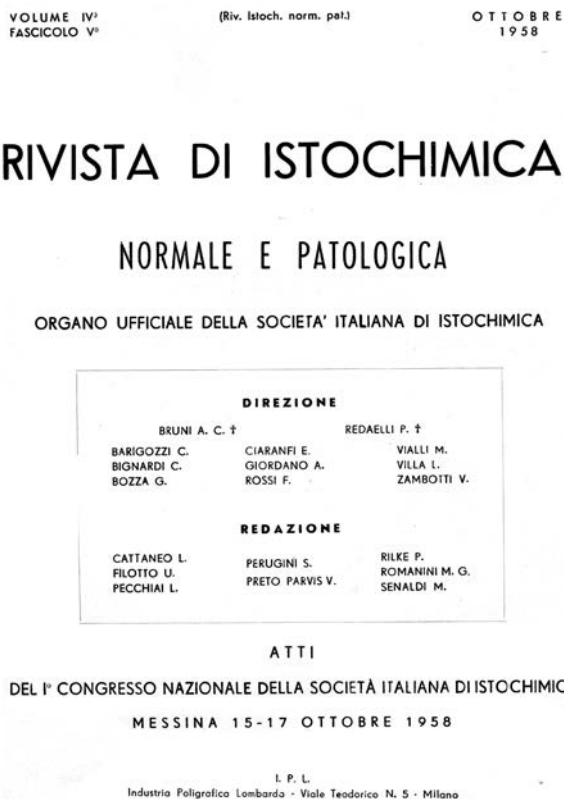 VOLUME IVº (Riv. Istoch. norm. pat.) OTTOBRE
FASCICOLO Vº 1958
RIVISTA DI ISTOCHIMICA
NORMALE E PATOLOGICA
ORGANO UFFICIALE DELLA SOCIETA' ITALIANA DI ISTOCHIMICA
DIREZIONE
BRUNI A. C. † REDAELLI P. †
BARIGOZZI C. CIARANFI E. VIALLI M.
BIGNARDI C. GIORDANO A. VILLA L.
BOZZA G. ROSSI F. ZAMBOTTI V.
REDAZIONE
CATTANEO L. PERUGINI S. RILKE P.
FILOTTO U. PRETO PARVIS V. ROMANINI M. G.
PECCHIAI L. SENALDI M.
ATTI
DEL Iº CONGRESSO NAZIONALE DELLA SOCIETÀ ITALIANA DI ISTOCHIMIC
MESSINA 15-17 OTTOBRE 1958
I. P. L.
Industria Poligrafica Lombarda - Viale Teodorico N. 5 - Milano